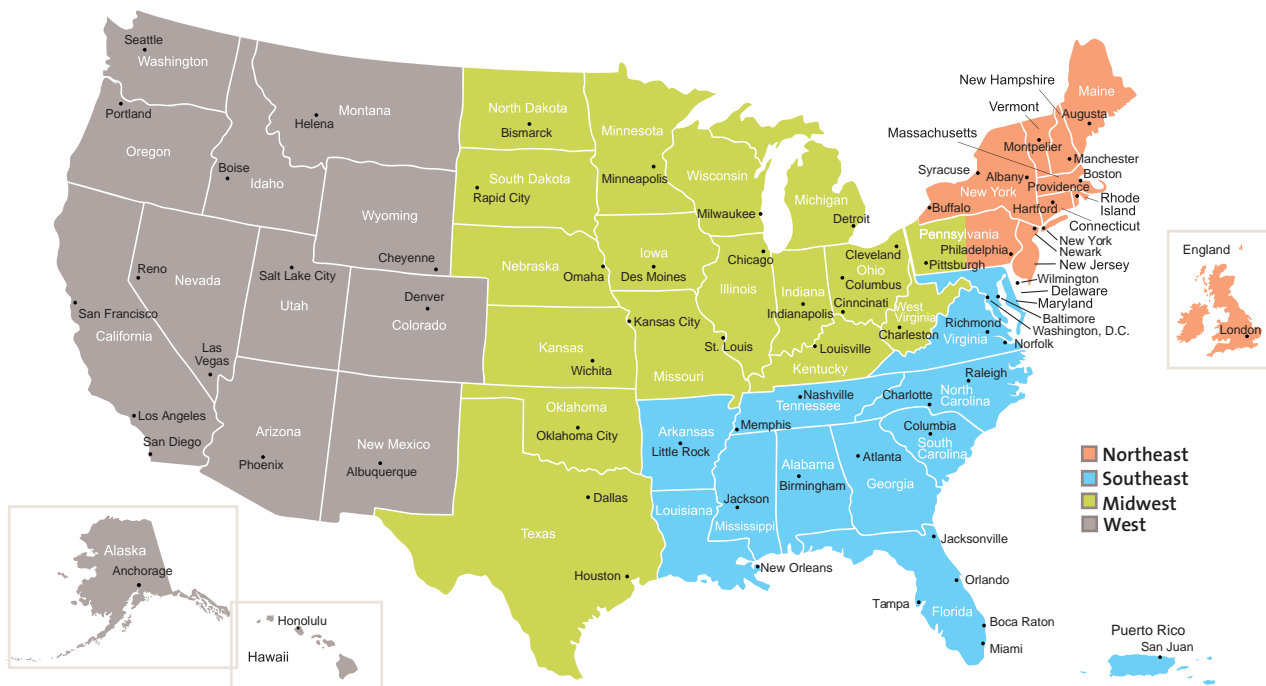 Seattle
Washington
Portland
Oregon
Montana
Helena
Boise
Idaho
Wyoming
Cheyenne
Reno
Nevada
Salt Lake City
Utah
Denver
Colorado
San Francisco
California
Las
Vegas
Los Angeles
San Diego
Arizona
Phoenix
New Mexico
Albuquerque
North Dakota
Bismarck
South Dakota
Rapid City
Nebraska
Omaha
Kansas
Wichita
Oklahoma
Oklahoma City
Texas
Dallas
Houston
Minnesota
Minneapolis
Iowa
Des Moines
Missouri
Kansas City
St. Louis
Wisconsin
Milwaukee
Illinois
Chicago
Michigan
Detroit
Indiana
Indianapolis
Ohio
Cleveland
Columbus
Cinncinati
Kentucky
Louisville
West
Virginia
Charleston
Pennsylvania
Philadelphia
Pittsburgh
New Hampshire
Vermont
Massachusetts
Maine
Augusta
Montpelier
Manchester
Boston
Syracuse
Albany
Providence
New York
Buffalo
Hartford
Rhode
Island
Connecticut
New York
Newark
New Jersey
Wilmington
Delaware
Maryland
Baltimore
Washington, D.C.
Richmond
Virginia
Norfolk
Raleigh
North
Carolina
Charlotte
Columbia
South
Carolina
Nashville
Tennessee
Memphis
Arkansas
Little Rock
Louisiana
New Orleans
Jackson
Mississippi
Alabama
Birmingham
Atlanta
Georgia
Jacksonville
Orlando
Tampa
Florida
Boca Raton
Miami
England
London
Northeast
Southeast
Midwest
West
Alaska
Anchorage
Honolulu
Hawaii
Puerto Rico
San Juan